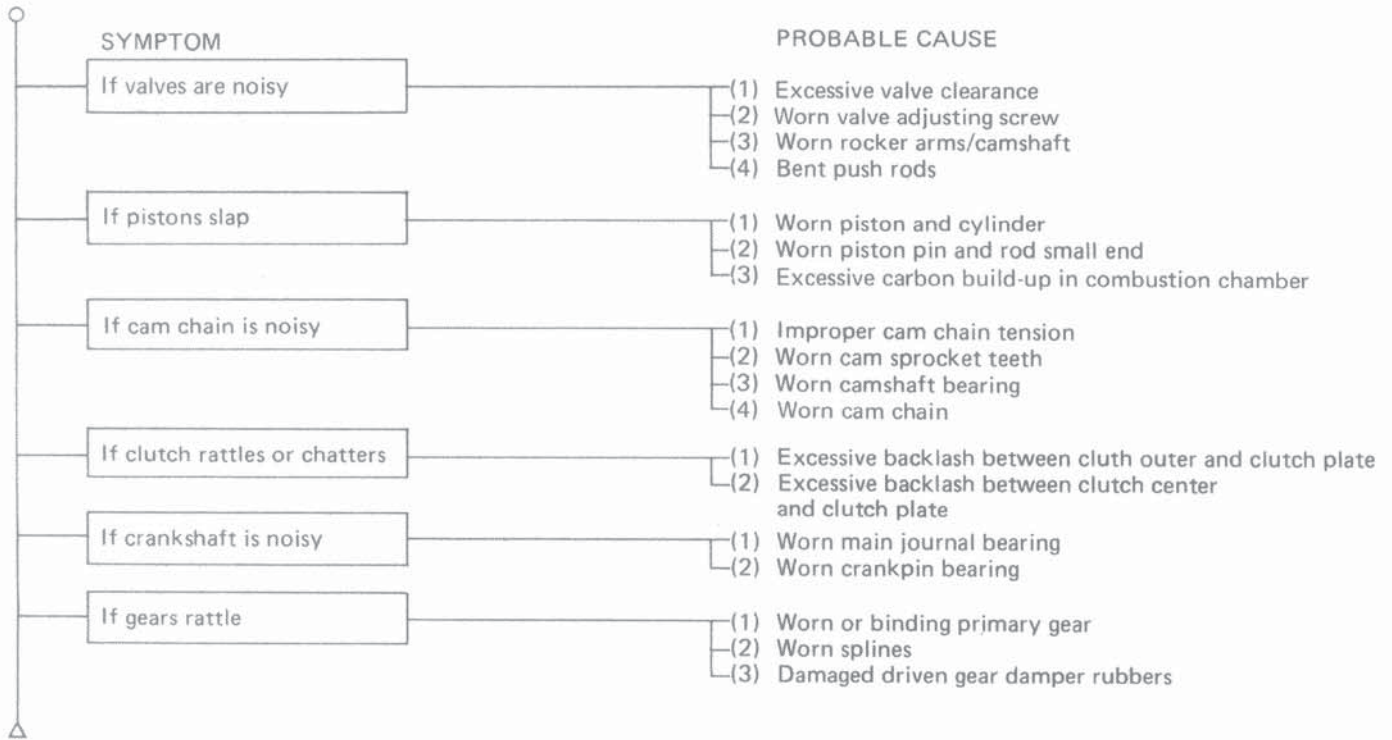 SYMPTOM
PROBABLE CAUSE
If valves are noisy
(1) Excessive valve clearance
(2) Worn valve adjusting screw
(3) Worn rocker arms/camshaft
(4) Bent push rods
If pistons slap
(1) Worn piston and cylinder
(2) Worn piston pin and rod small end
(3) Excessive carbon build-up in combustion chamber
If cam chain is noisy
(1) Improper cam chain tension
(2) Worn cam sprocket teeth
(3) Worn camshaft bearing
(4) Worn cam chain
If clutch rattles or chatters
(1) Excessive backlash between cluth outer and clutch plate
(2) Excessive backlash between clutch center
and clutch plate
If crankshaft is noisy
(1) Worn main journal bearing
(2) Worn crankpin bearing
If gears rattle
(1) Worn or binding primary gear
(2) Worn splines
(3) Damaged driven gear damper rubbers